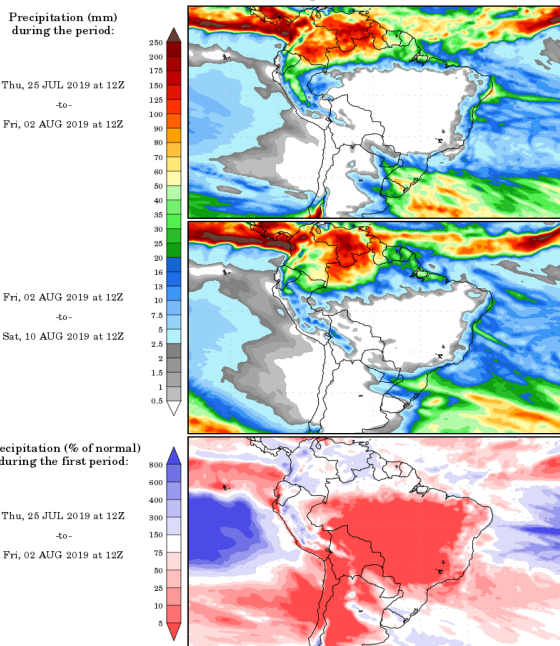 Precipitation (mm)
during the period:
Thu, 25 JUL 2019 at 12Z
-to-
Fri, 02 AUG 2019 at 12Z
250
200
175
150
125
100
90
80
70
60
50
40
35
30
25
20
16
13
10
7.5
5
2.5
2
1.5
1
0.5
Fri, 02 AUG 2019 at 12Z
-to-
Sat, 10 AUG 2019 at 12Z
ecipitation (% of normal)
during the first period:
Thu, 25 JUL 2019 at 12Z
-to-
Fri, 02 AUG 2019 at 12Z
800
600
400
300
150
75
50
25
10
5